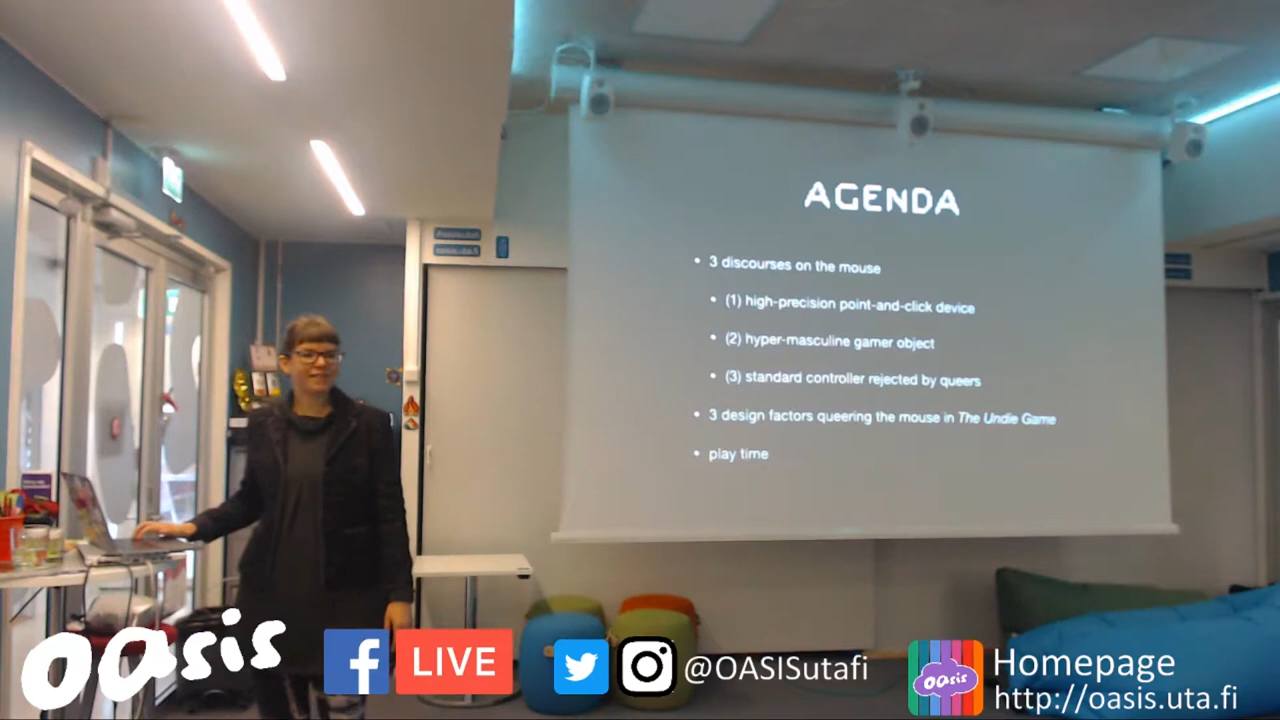 AGENDA
• 3 discourses on the mouse
• (1) high-precision point-and-click device
• (2) hyper-masculine gamer object
• (3) standard controller rejected by queers
• 3 design factors queering the mouse in The Undie Game
• play time
oasis
f LIVE
@OASISutafi
oasis
Homepage
http://oasis.uta.fi